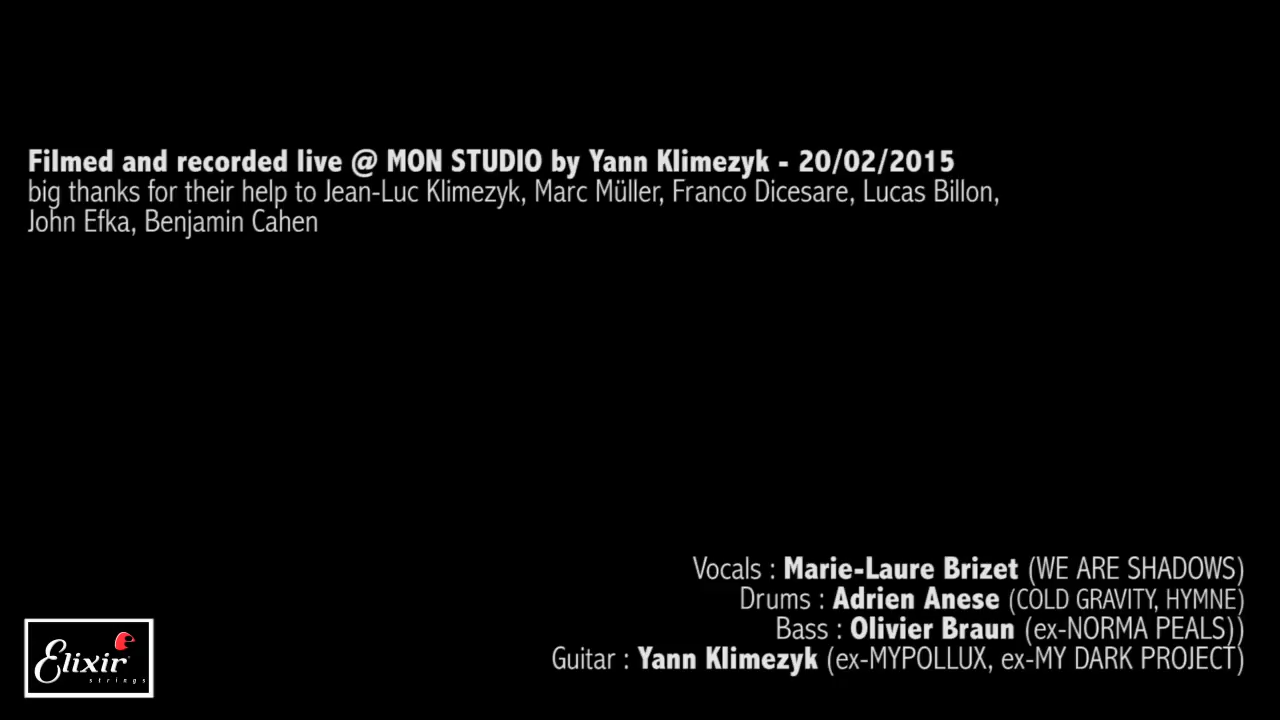 Filmed and recorded live @ MON STUDIO by Yann Klimezyk - 20/02/2015
big thanks for their help to Jean-Luc Klimezyk, Marc Müller, Franco Dicesare, Lucas Billon,
John Efka, Benjamin Cahen
Vocals : Marie-Laure Brizet (WE ARE SHADOWS)
Drums : Adrien Anese (COLD GRAVITY, HYMNE)
Bass : Olivier Braun (ex-NORMA PEALS))
Guitar : Yann Klimezyk (ex-MYPOLLUX, ex-MY DARK PROJECT)
Elixir
strings